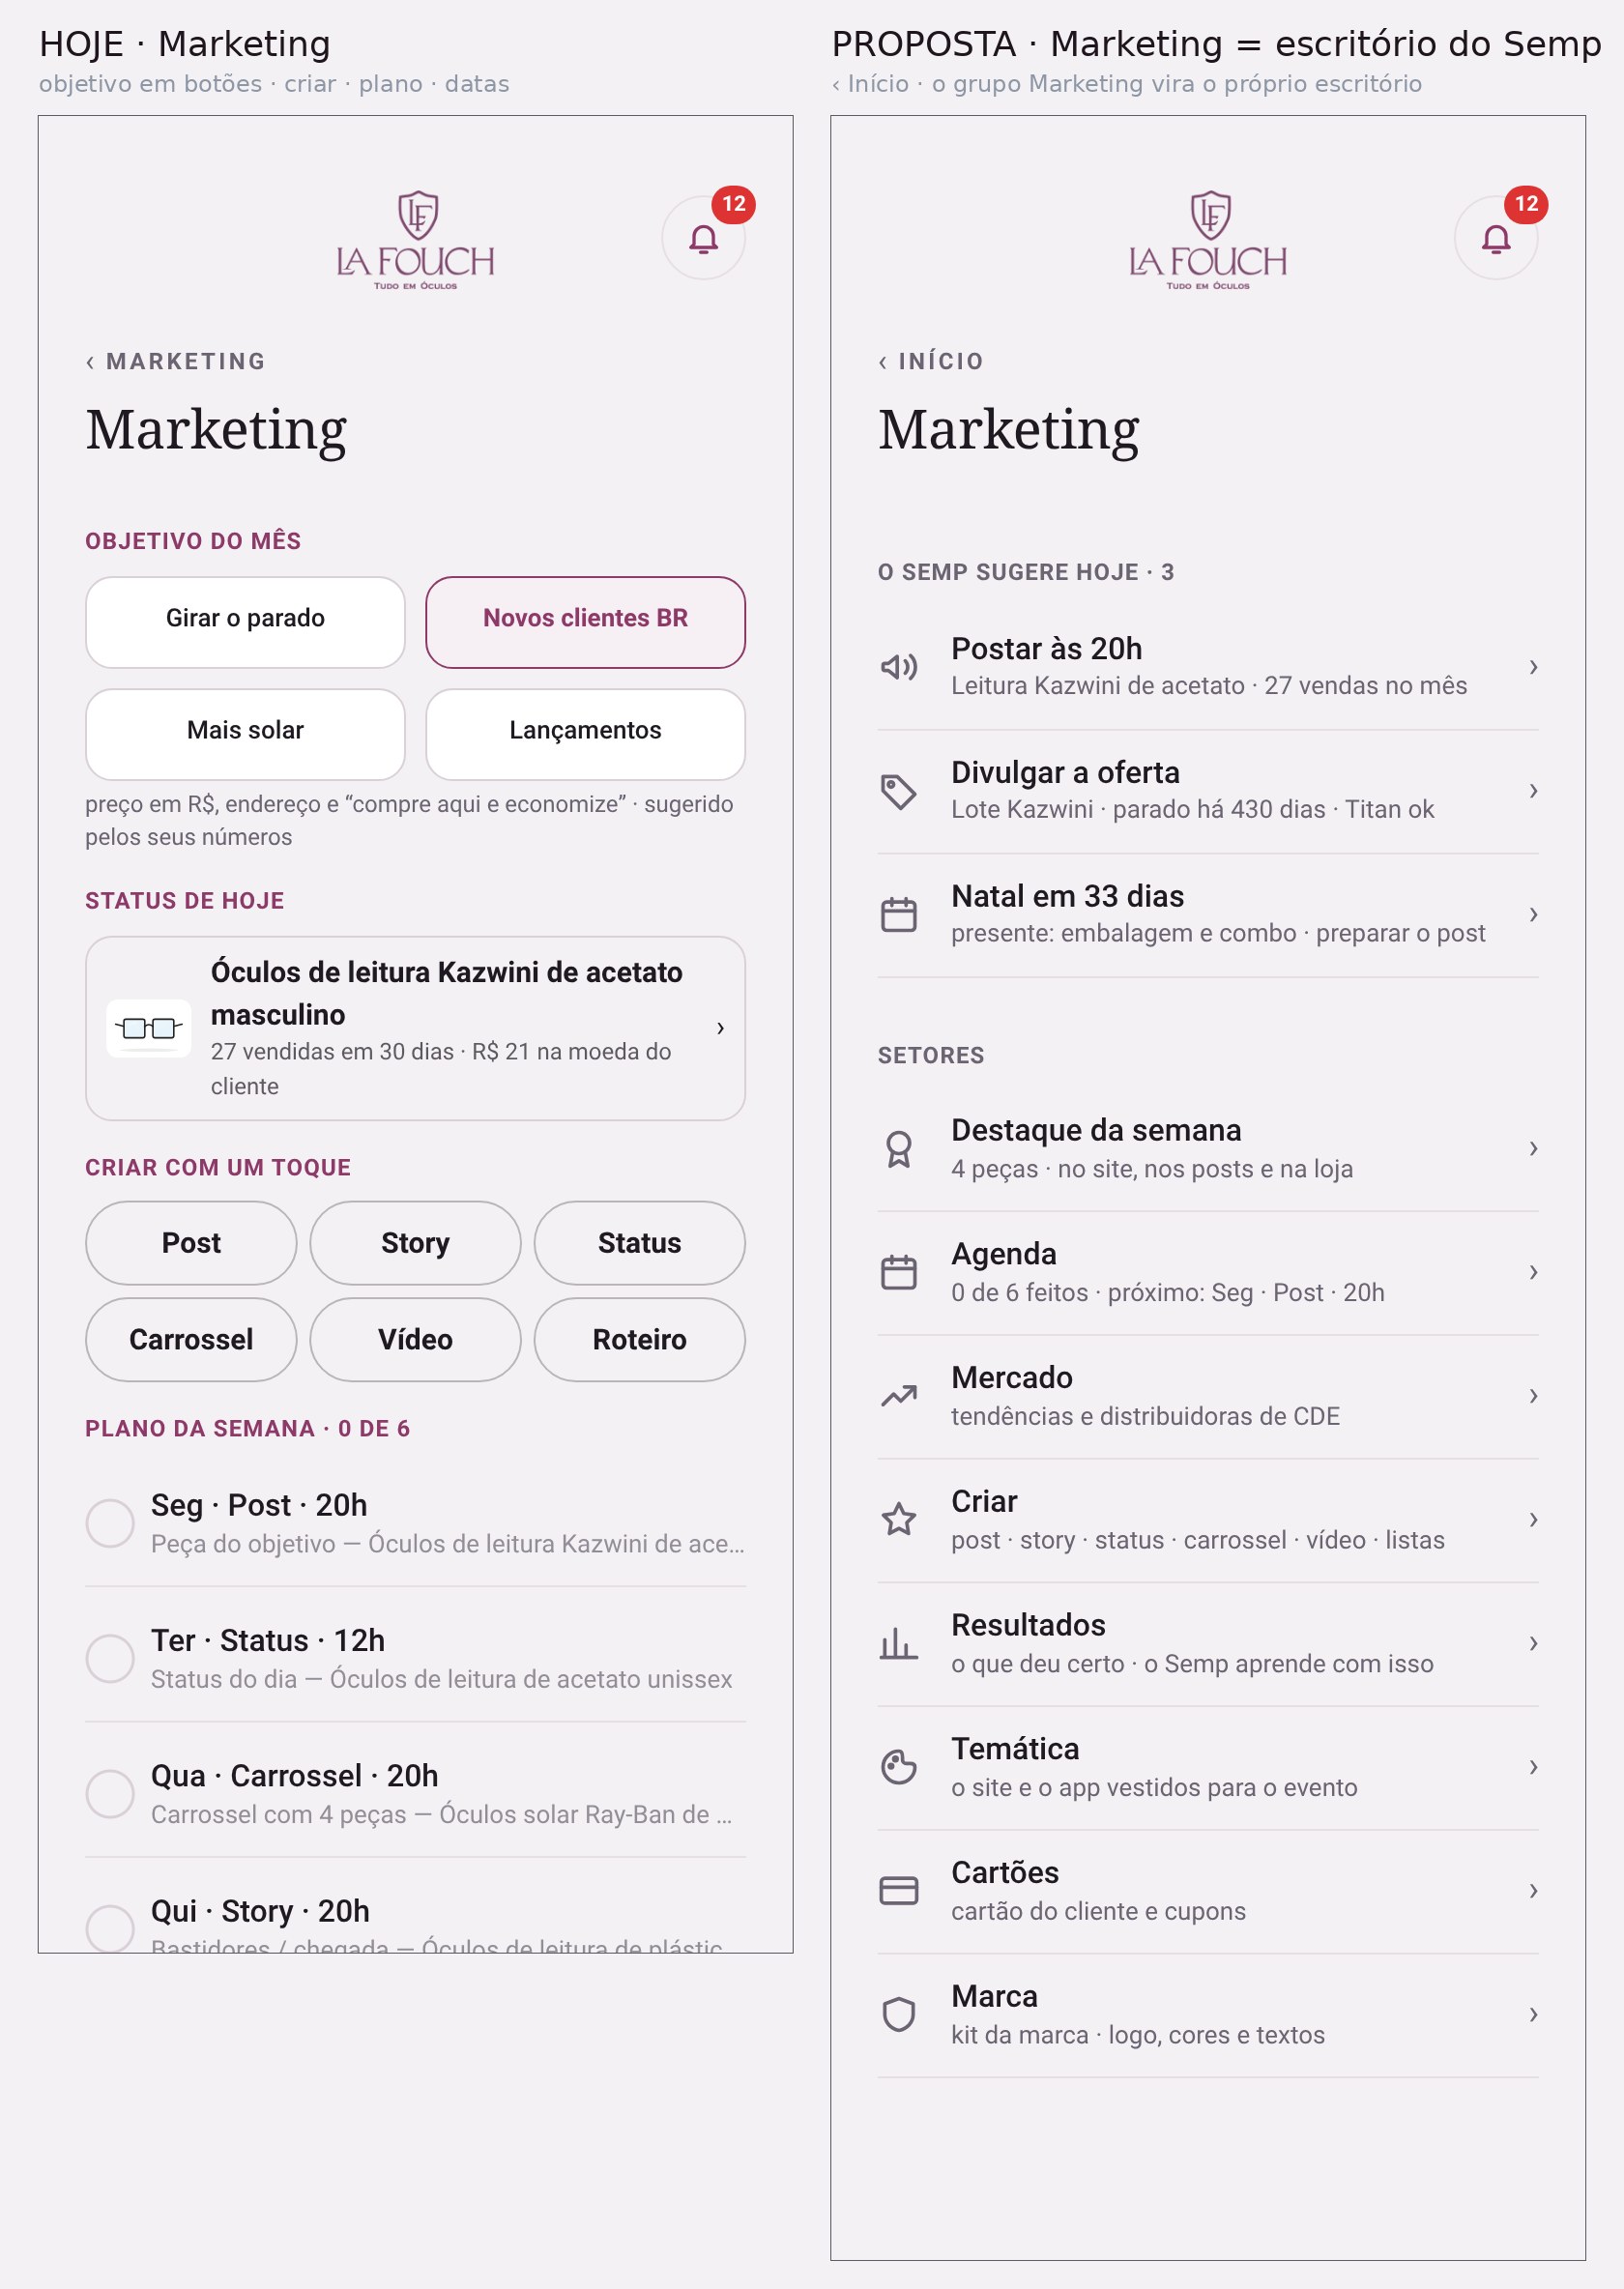 HOJE · Marketing
objetivo em botões · criar · plano · datas
LF
LA FOUCH
TUDO EM ÓCULOS
12
‹ MARKETING
Marketing
OBJETIVO DO MÊS
Girar o parado
Novos clientes BR
Mais solar
Lançamentos
preço em R$, endereço e “compre aqui e economize” · sugerido
pelos seus números
STATUS DE HOJE
Óculos de leitura Kazwini de acetato
masculino
27 vendidas em 30 dias · R$ 21 na moeda do
cliente
›
CRIAR COM UM TOQUE
Post
Story
Status
Carrossel
Vídeo
Roteiro
PLANO DA SEMANA · 0 DE 6
Seg · Post · 20h
Peça do objetivo — Óculos de leitura Kazwini de ace...
Ter · Status · 12h
Status do dia — Óculos de leitura de acetato unissex
Qua · Carrossel · 20h
Carrossel com 4 peças — Óculos solar Ray-Ban de ...
Qui · Story · 20h
Bastidores / chegada — Óculos de leitura de plástic
PROPOSTA · Marketing = escritório do Semp
‹ Início · o grupo Marketing vira o próprio escritório
LF
LA FOUCH
TUDO EM ÓCULOS
12
‹ INÍCIO
Marketing
O SEMP SUGERE HOJE · 3
Postar às 20h
Leitura Kazwini de acetato · 27 vendas no mês
›
Divulgar a oferta
Lote Kazwini · parado há 430 dias · Titan ok
›
Natal em 33 dias
presente: embalagem e combo · preparar o post
›
SETORES
Destaque da semana
4 peças · no site, nos posts e na loja
›
Agenda
0 de 6 feitos · próximo: Seg · Post · 20h
›
Mercado
tendências e distribuidoras de CDE
›
Criar
post · story · status · carrossel · vídeo · listas
›
Resultados
o que deu certo · o Semp aprende com isso
›
Temática
o site e o app vestidos para o evento
›
Cartões
cartão do cliente e cupons
›
Marca
kit da marca · logo, cores e textos
›